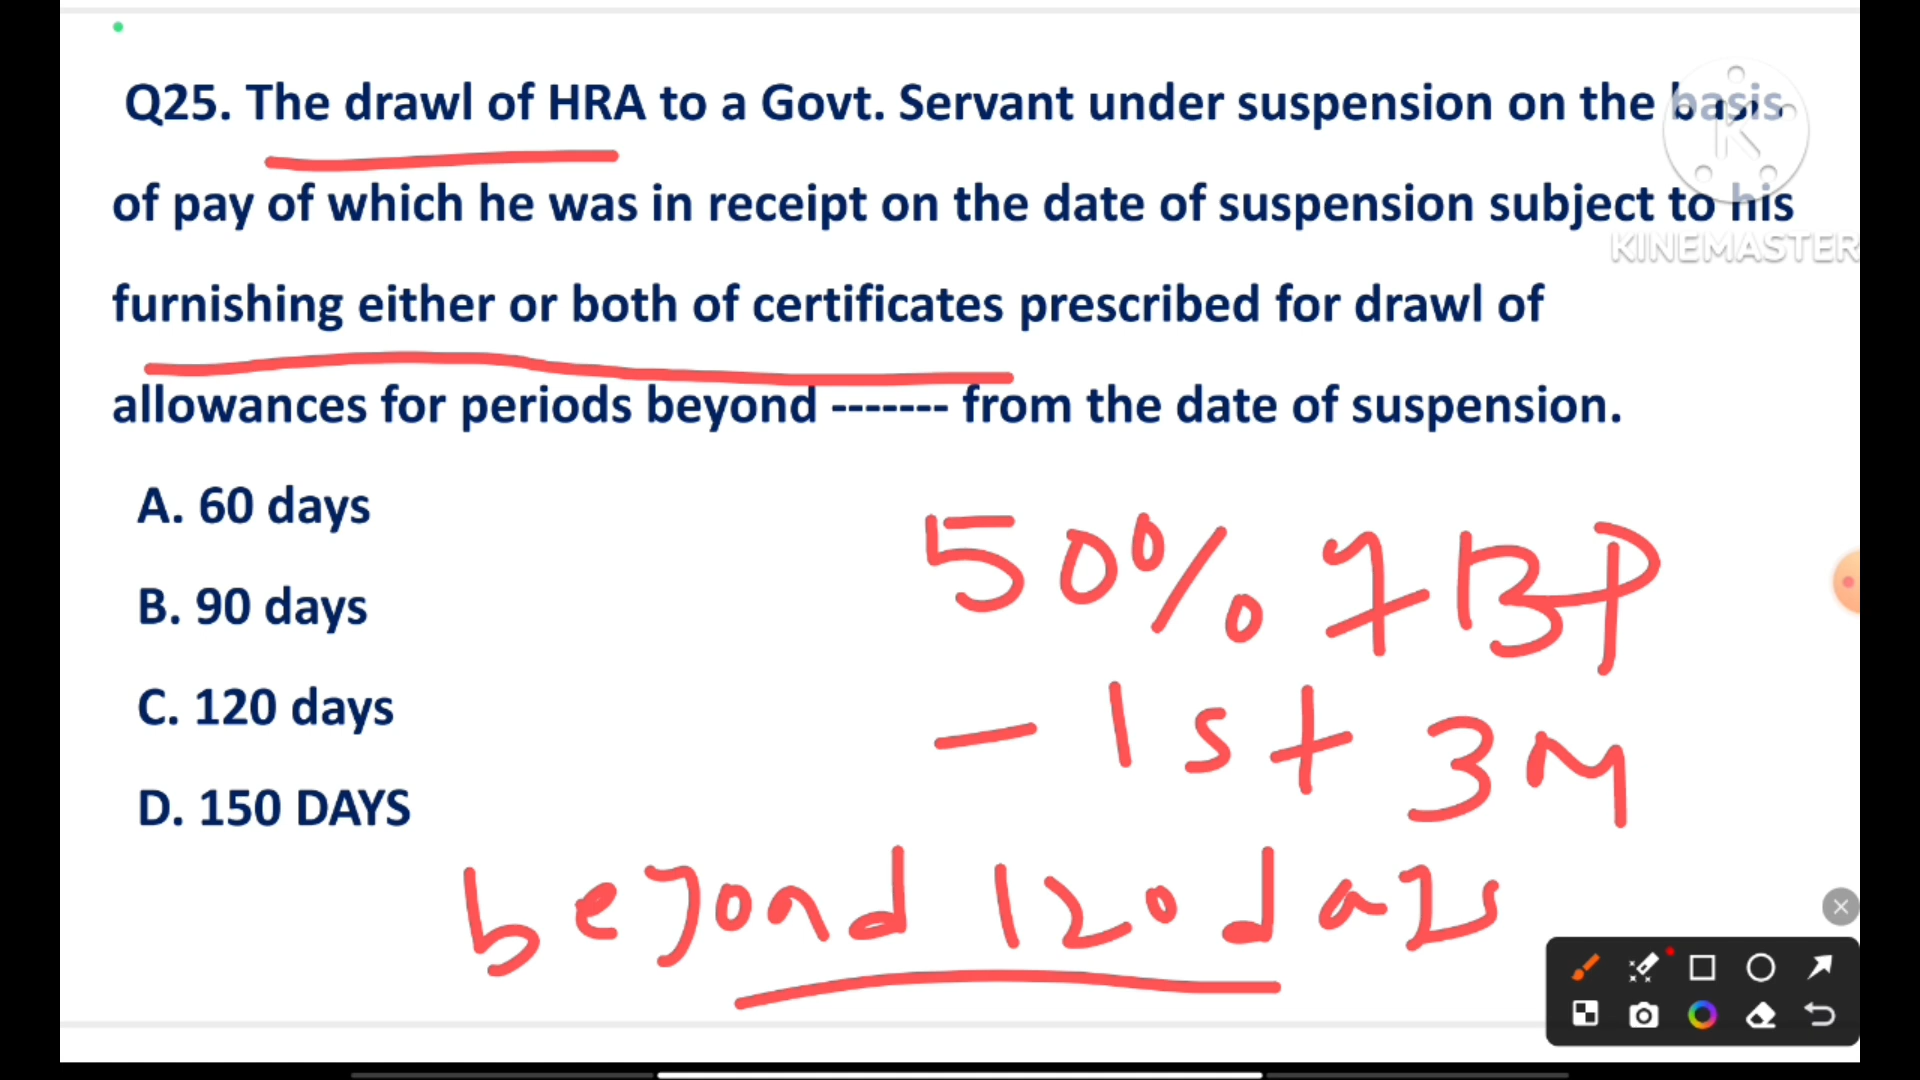 Q25. The drawl of HRA to a Govt. Servant under suspension on the basis
of pay of which he was in receipt on the date of suspension subject to his
KINEMASTER
furnishing either or both of certificates prescribed for drawl of
allowances for periods beyond ------- from the date of suspension.
A. 60 days
B. 90 days
C. 120 days
D. 150 DAYS
50% of BP
- 1st 3M
beyond 120 days